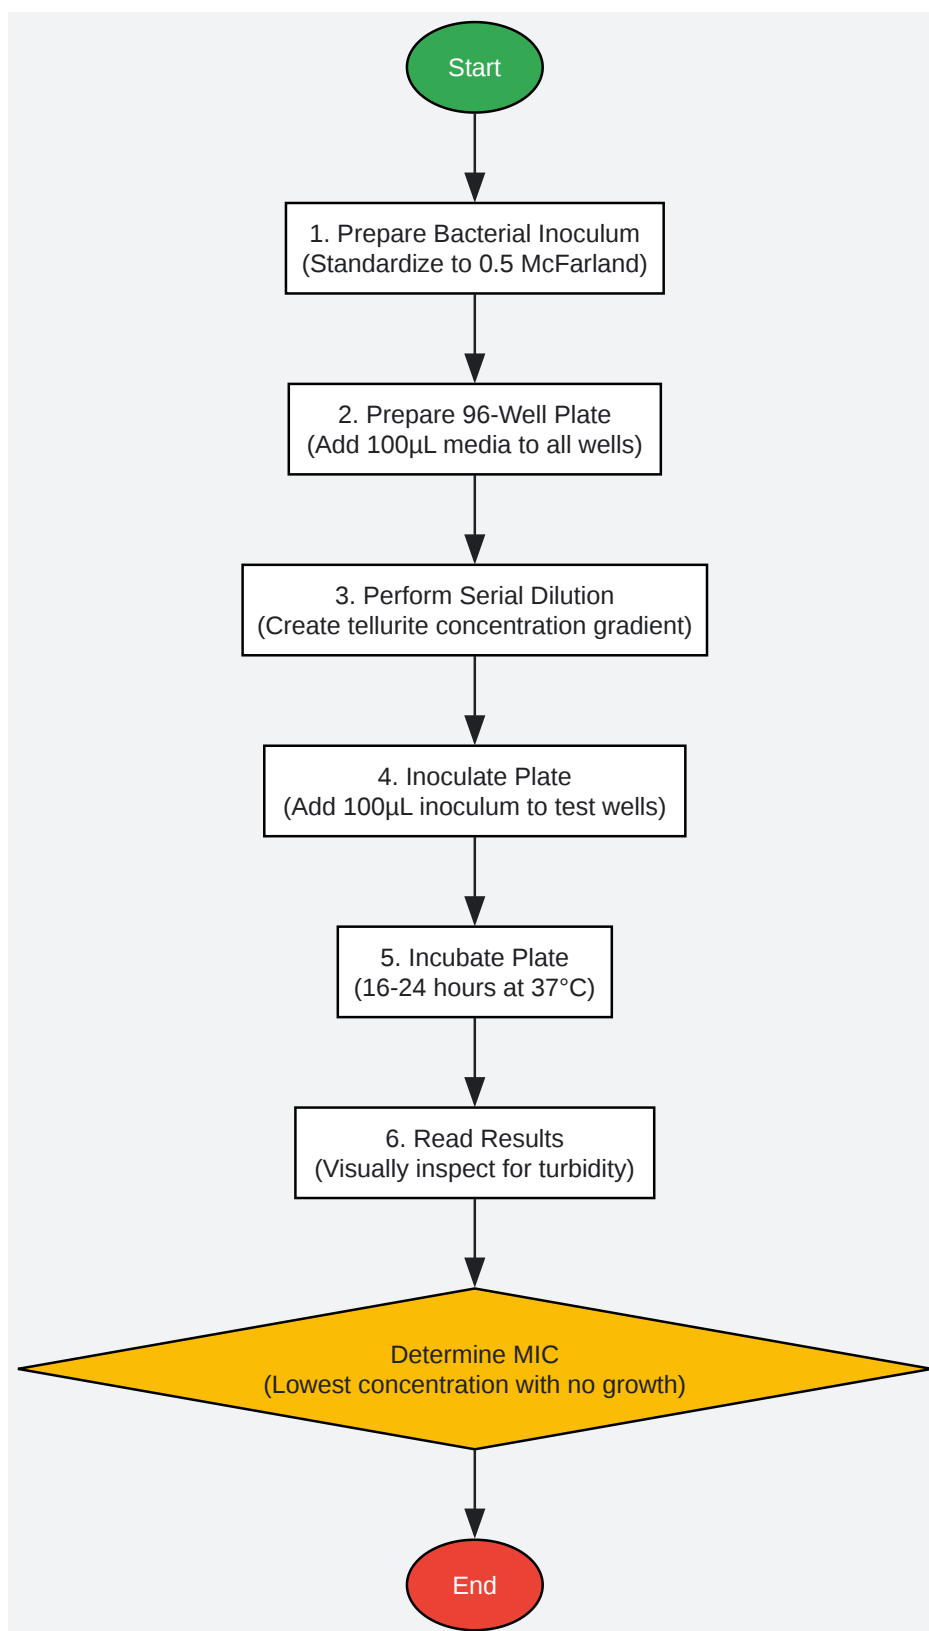 Start
1. Prepare Bacterial Inoculum
(Standardize to 0.5 McFarland)
2. Prepare 96-Well Plate
(Add 100µL media to all wells)
3. Perform Serial Dilution
(Create tellurite concentration gradient)
4. Inoculate Plate
(Add 100µL inoculum to test wells)
5. Incubate Plate
(16-24 hours at 37°C)
6. Read Results
(Visually inspect for turbidity)
Determine MIC
(Lowest concentration with no growth)
End